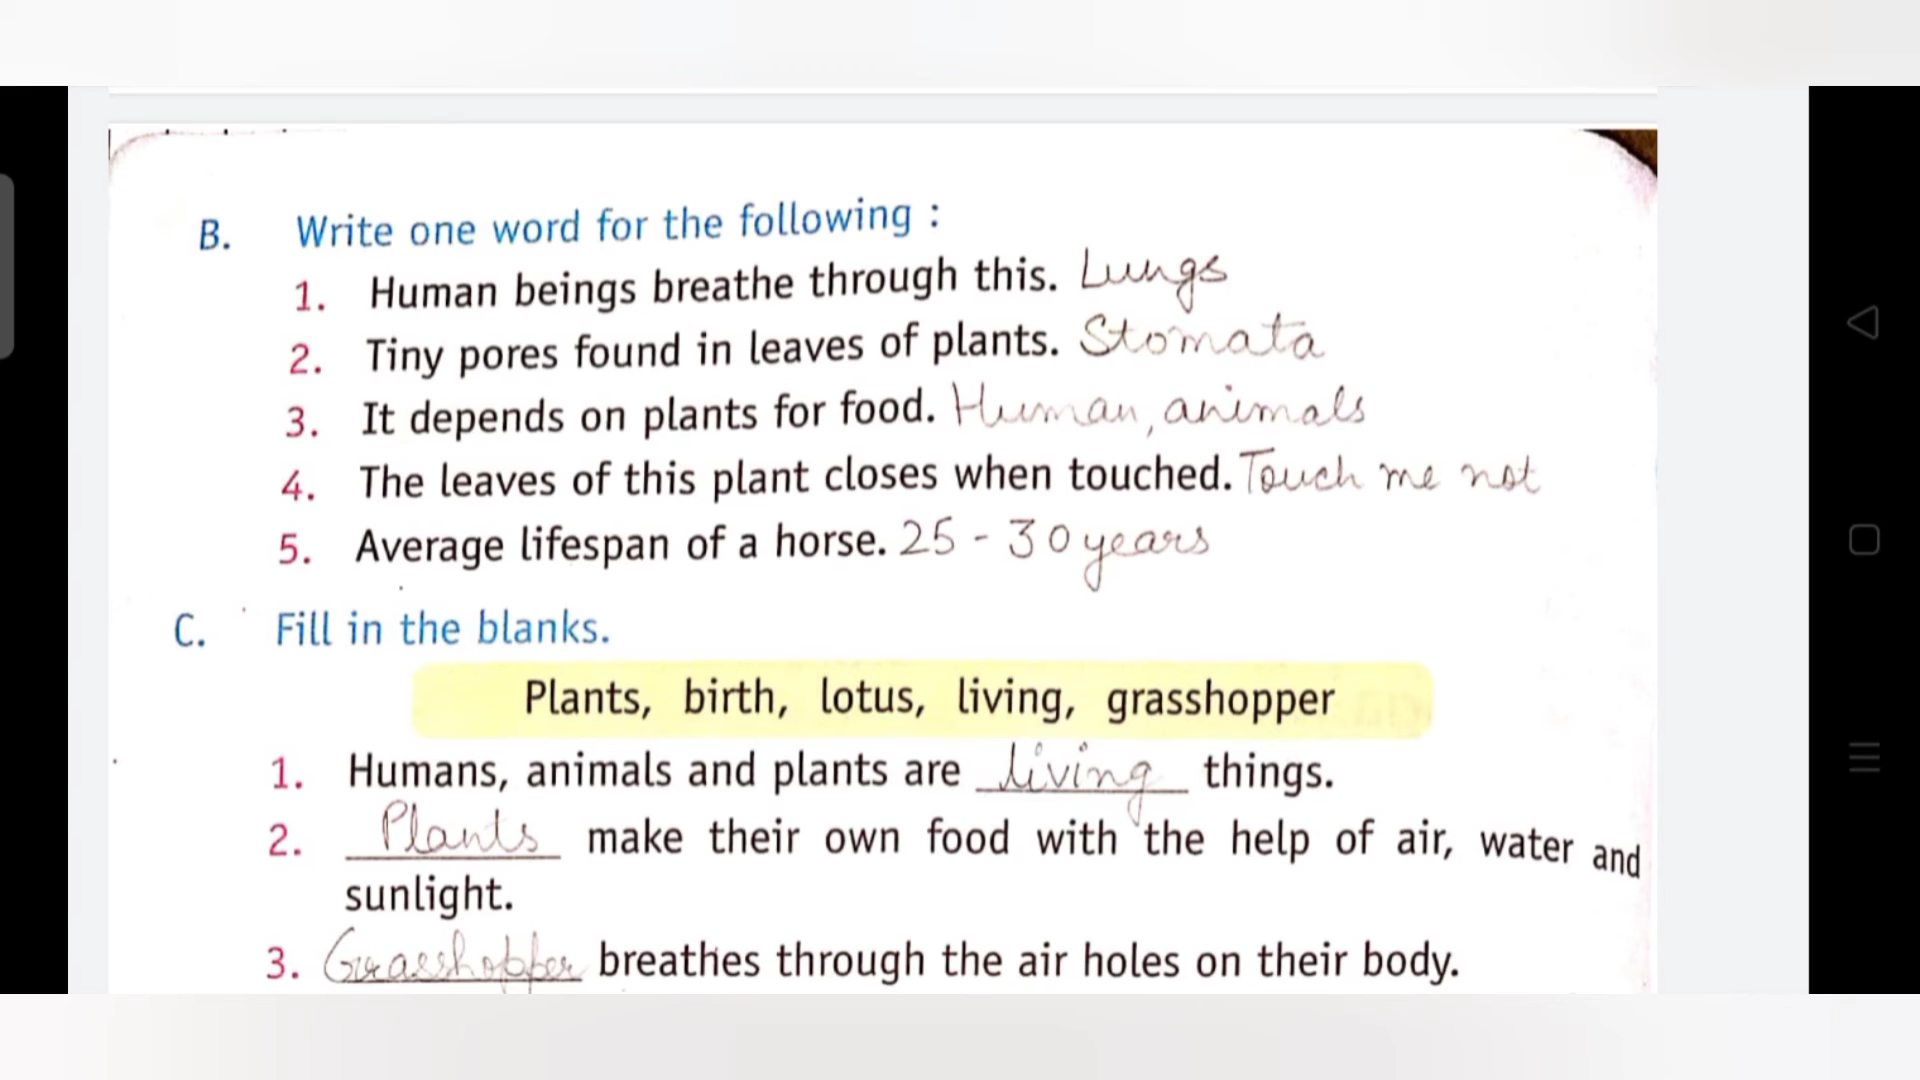 B. Write one word for the following :
1. Human beings breathe through this. Lungs
2. Tiny pores found in leaves of plants. Stomata
3. It depends on plants for food. Human, animals
4. The leaves of this plant closes when touched. Touch me not
5. Average lifespan of a horse. 25 - 30 years
C. Fill in the blanks.
Plants, birth, lotus, living, grasshopper
1. Humans, animals and plants are living things.
2. Plants make their own food with the help of air, water and
sunlight.
3. Grasshopper breathes through the air holes on their body.